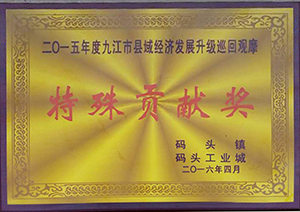 二〇一五年度九江市县域经济发展升级巡回观摩
特殊贡献奖
码头镇
码头工业城
二〇一六年四月